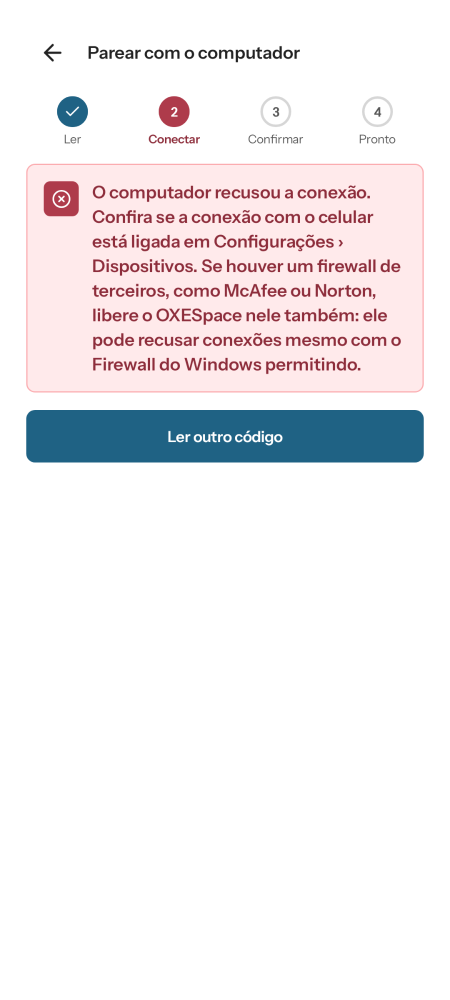 Parear com o computador
2
3
4
Ler
Conectar
Confirmar
Pronto
O computador recusou a conexão.
Confira se a conexão com o celular
está ligada em Configurações ›
Dispositivos. Se houver um firewall de
terceiros, como McAfee ou Norton,
libere o OXESpace nele também: ele
pode recusar conexões mesmo com o
Firewall do Windows permitindo.
Ler outro código